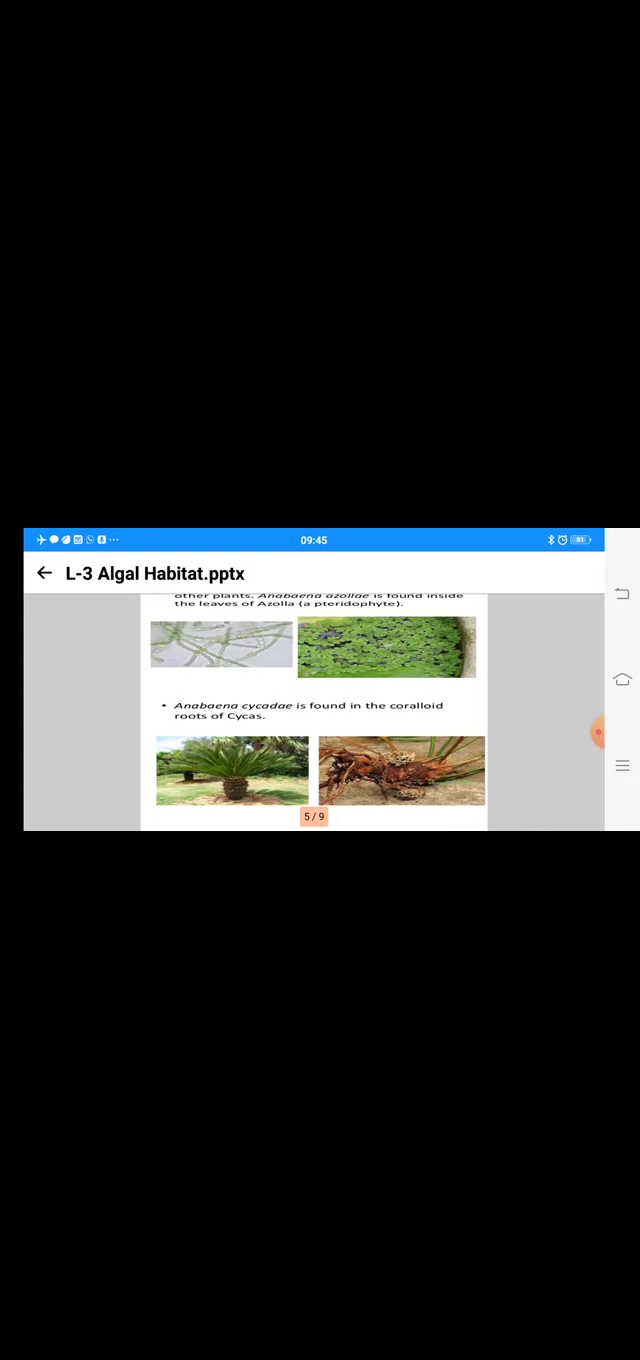 09:45
81
L-3 Algal Habitat.pptx
other plants. Anabaena azollae is found inside
the leaves of Azolla (a pteridophyte).
• Anabaena cycadae is found in the coralloid
roots of Cycas.
5 / 9